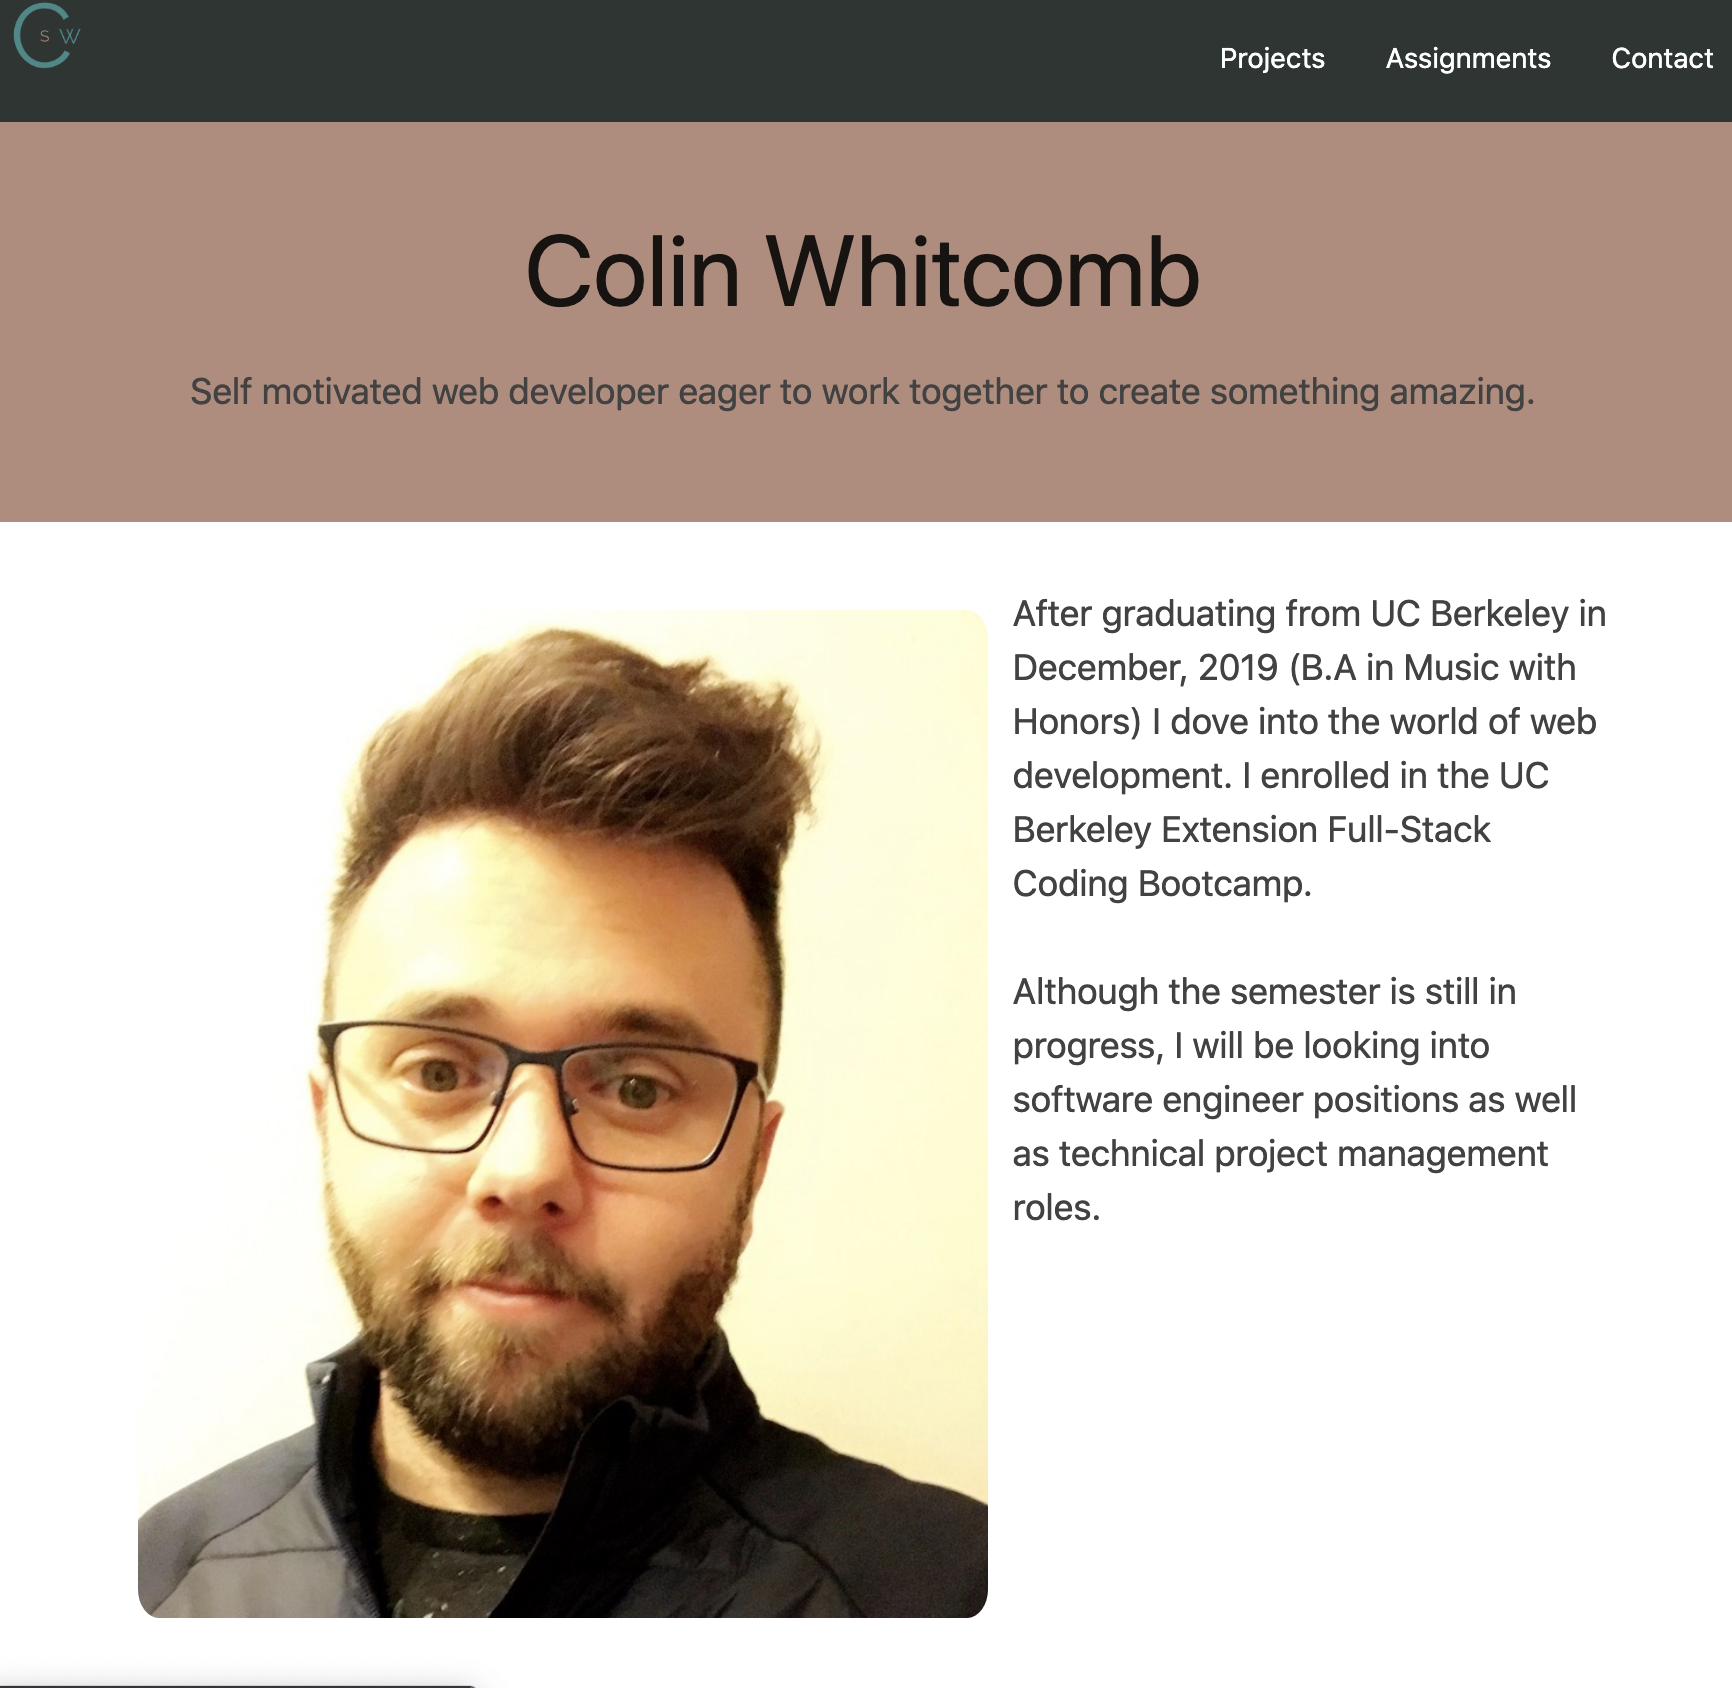 C S W
Projects Assignments Contact
Colin Whitcomb
Self motivated web developer eager to work together to create something amazing.
After graduating from UC Berkeley in
December, 2019 (B.A in Music with
Honors) I dove into the world of web
development. I enrolled in the UC
Berkeley Extension Full-Stack
Coding Bootcamp.
Although the semester is still in
progress, I will be looking into
software engineer positions as well
as technical project management
roles.